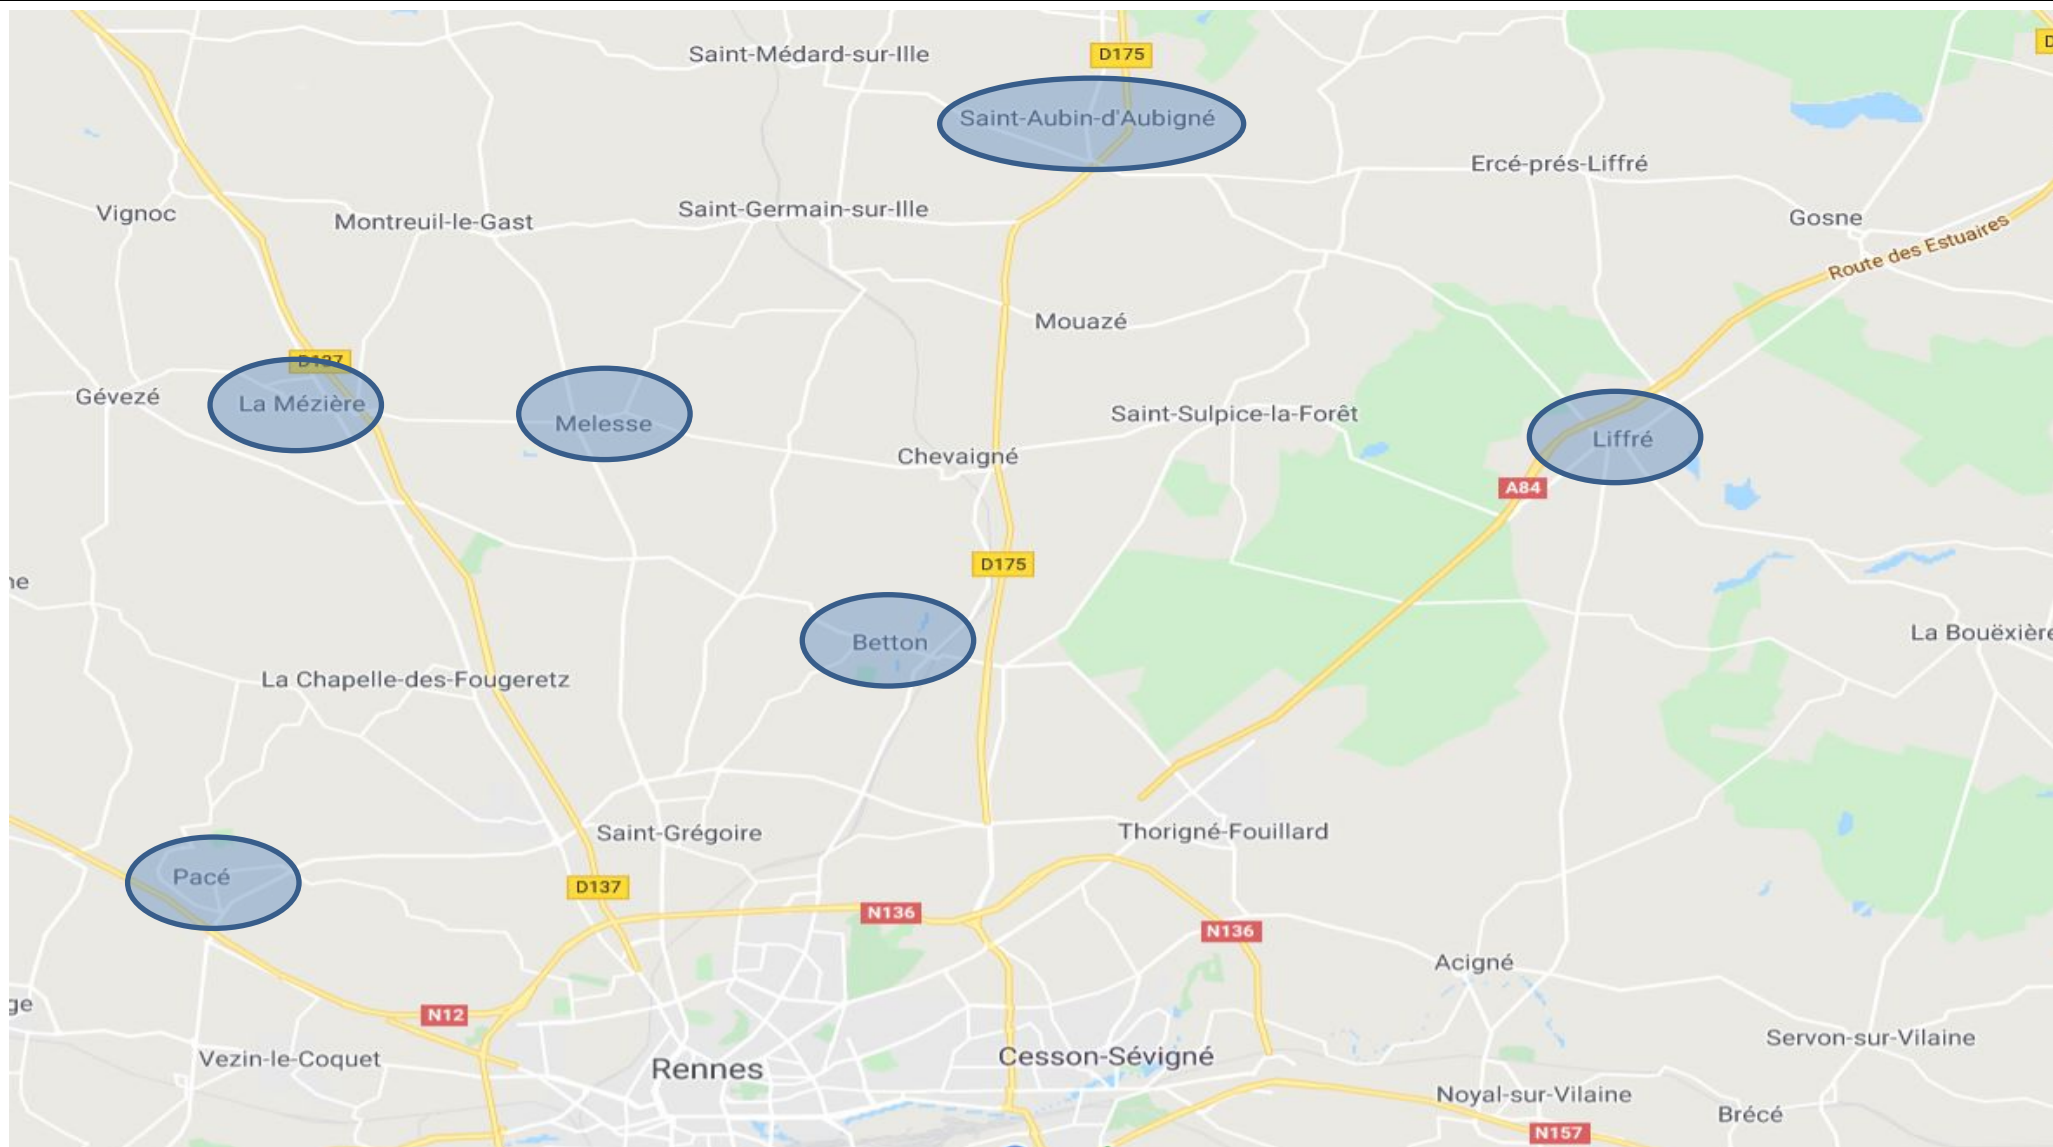 Saint-Médard-sur-Ille
D175
Saint-Aubin-d'Aubigné
Ercé-prés-Liffré
Vignoc
Montreuil-le-Gast
Saint-Germain-sur-Ille
Gosne
Route des Estuaires
Mouazé
D137
Gévezé
La Mézière
Melesse
Saint-Sulpice-la-Forêt
Liffré
Chevaigné
A84
D175
Betton
La Bouëxière
La Chapelle-des-Fougeretz
Saint-Grégoire
Thorigné-Fouillard
Pacé
D137
N136
N136
Acigné
N12
Servon-sur-Vilaine
Vezin-le-Coquet
Rennes
Cesson-Sévigné
Noyal-sur-Vilaine
Brécé
N157